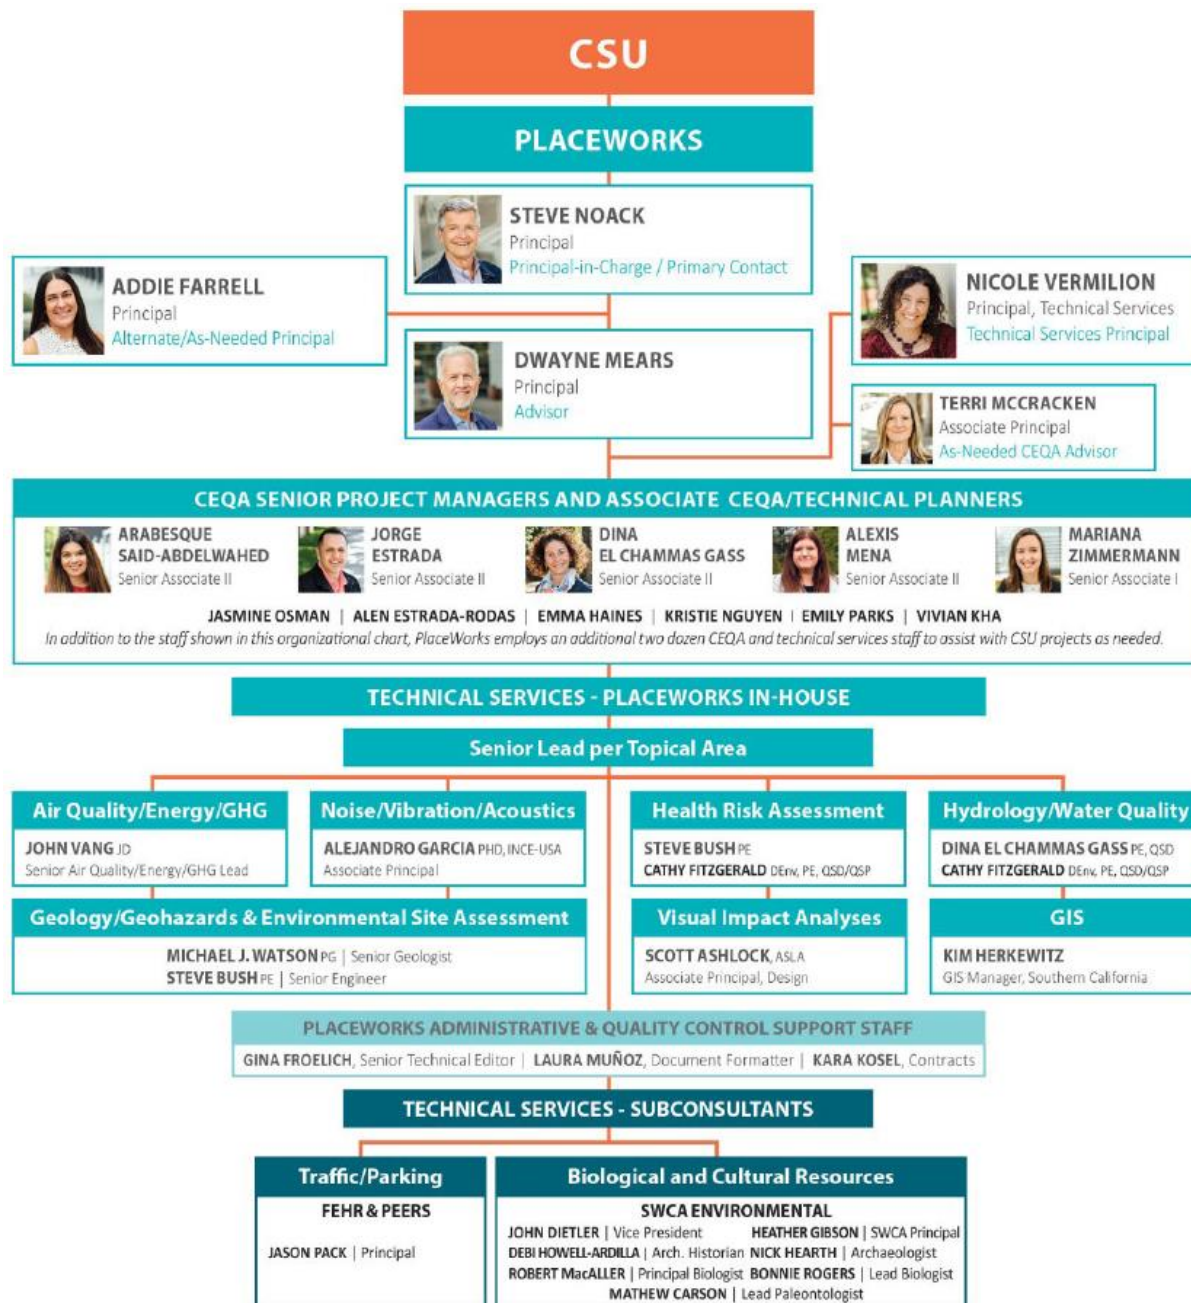 CSU
PLACEWORKS
STEVE NOACK
Principal
Principal-in-Charge / Primary Contact
ADDIE FARRELL
Principal
Alternate/As-Needed Principal
NICOLE VERMILION
Principal, Technical Services
Technical Services Principal
DWAYNE MEARS
Principal
Advisor
TERRI MCCRACKEN
Associate Principal
As-Needed CEQA Advisor
CEQA SENIOR PROJECT MANAGERS AND ASSOCIATE CEQA/TECHNICAL PLANNERS
ARABESQUE
SAID-ABDELWAHED
Senior Associate II
JORGE
ESTRADA
Senior Associate II
DINA
EL CHAMMAS GASS
Senior Associate II
ALEXIS
MENA
Senior Associate II
MARIANA
ZIMMERMANN
Senior Associate I
JASMINE OSMAN | ALEN ESTRADA-RODAS | EMMA HAINES | KRISTIE NGUYEN | EMILY PARKS | VIVIAN KHA
In addition to the staff shown in this organizational chart, PlaceWorks employs an additional two dozen CEQA and technical services staff to assist with CSU projects as needed.
TECHNICAL SERVICES - PLACEWORKS IN-HOUSE
Senior Lead per Topical Area
Air Quality/Energy/GHG
JOHN VANG JD
Senior Air Quality/Energy/GHG Lead
Noise/Vibration/Acoustics
ALEJANDRO GARCIA PHD, INCE-USA
Associate Principal
Health Risk Assessment
STEVE BUSH PE
CATHY FITZGERALD DEnv, PE, QSD/QSP
Hydrology/Water Quality
DINA EL CHAMMAS GASS PE, QSD
CATHY FITZGERALD DEnv, PE, QSD/QSP
Geology/Geohazards & Environmental Site Assessment
MICHAEL J. WATSON PG | Senior Geologist
STEVE BUSH PE | Senior Engineer
Visual Impact Analyses
SCOTT ASHLOCK, ASLA
Associate Principal, Design
GIS
KIM HERKEWITZ
GIS Manager, Southern California
PLACEWORKS ADMINISTRATIVE & QUALITY CONTROL SUPPORT STAFF
GINA FROELICH, Senior Technical Editor | LAURA MUÑOZ, Document Formatter | KARA KOSEL, Contracts
TECHNICAL SERVICES - SUBCONSULTANTS
Traffic/Parking
FEHR & PEERS
JASON PACK | Principal
Biological and Cultural Resources
SWCA ENVIRONMENTAL
JOHN DIETLER | Vice President HEATHER GIBSON | SWCA Principal
DEBI HOWELL-ARDILLA | Arch. Historian NICK HEARTH | Archaeologist
ROBERT MacALLER | Principal Biologist BONNIE ROGERS | Lead Biologist
MATHEW CARSON | Lead Paleontologist